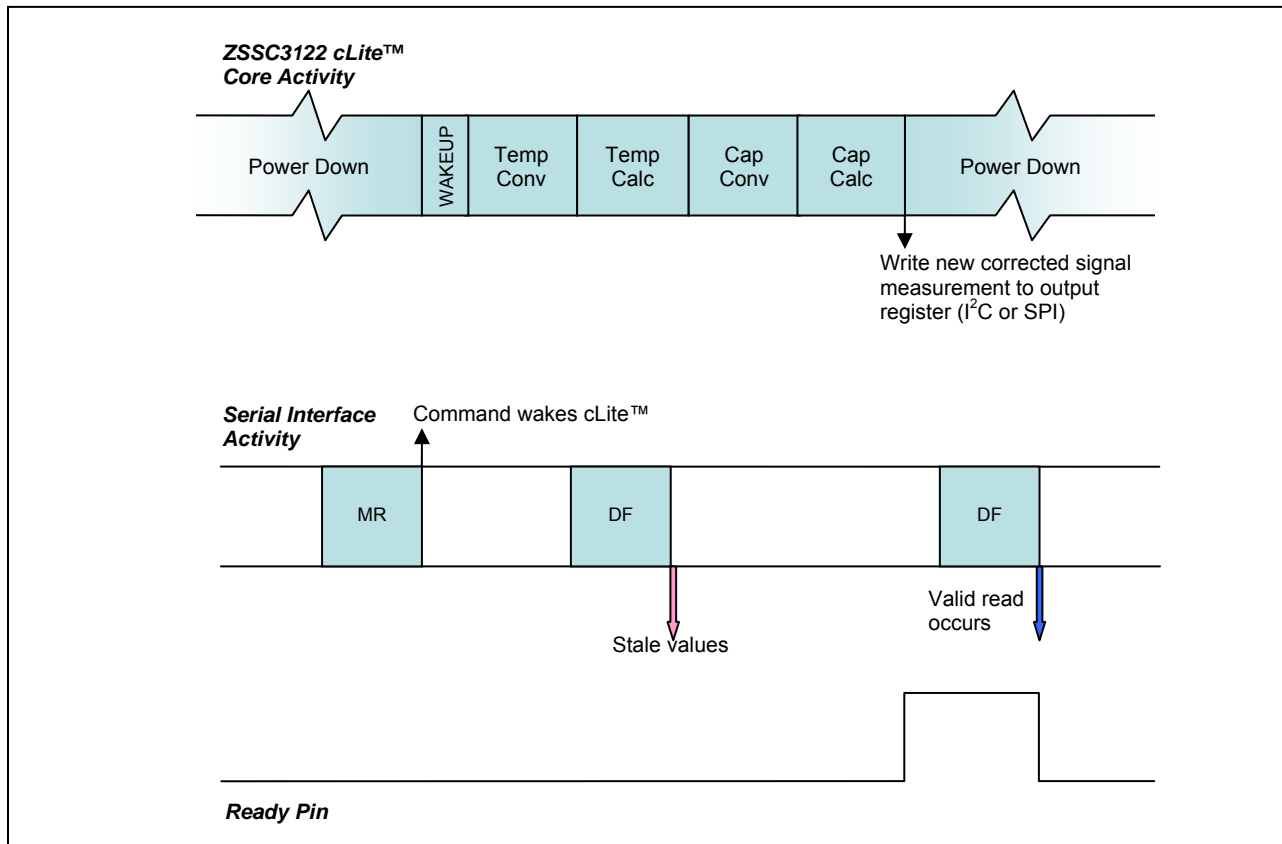 ZSSC3122 cLite™
Core Activity
Power Down
WAKEUP
Temp
Conv
Temp
Calc
Cap
Conv
Cap
Calc
Power Down
Write new corrected signal
measurement to output
register (I²C or SPI)
Serial Interface
Activity
Command wakes cLite™
MR
DF
DF
Stale values
Valid read
occurs
Ready Pin